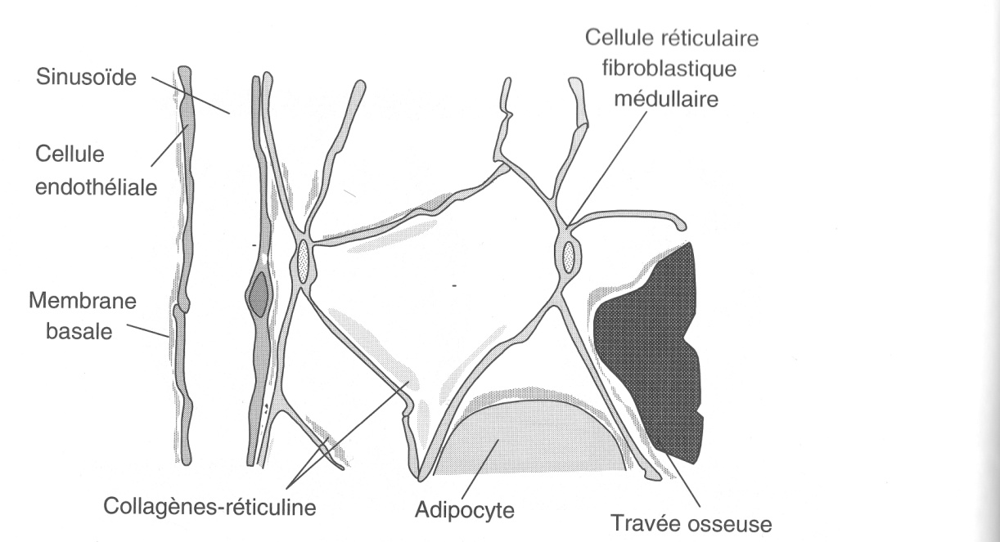 Cellule réticulaire
fibroblastique
médullaire
Sinusoïde
Cellule
endothéliale
Membrane
basale
Collagènes-réticuline
Adipocyte
Travée osseuse